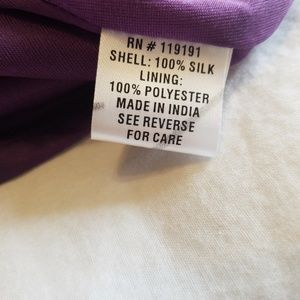 RN # 119191
SHELL: 100% SILK
LINING:
100% POLYESTER
MADE IN INDIA
SEE REVERSE
FOR CARE